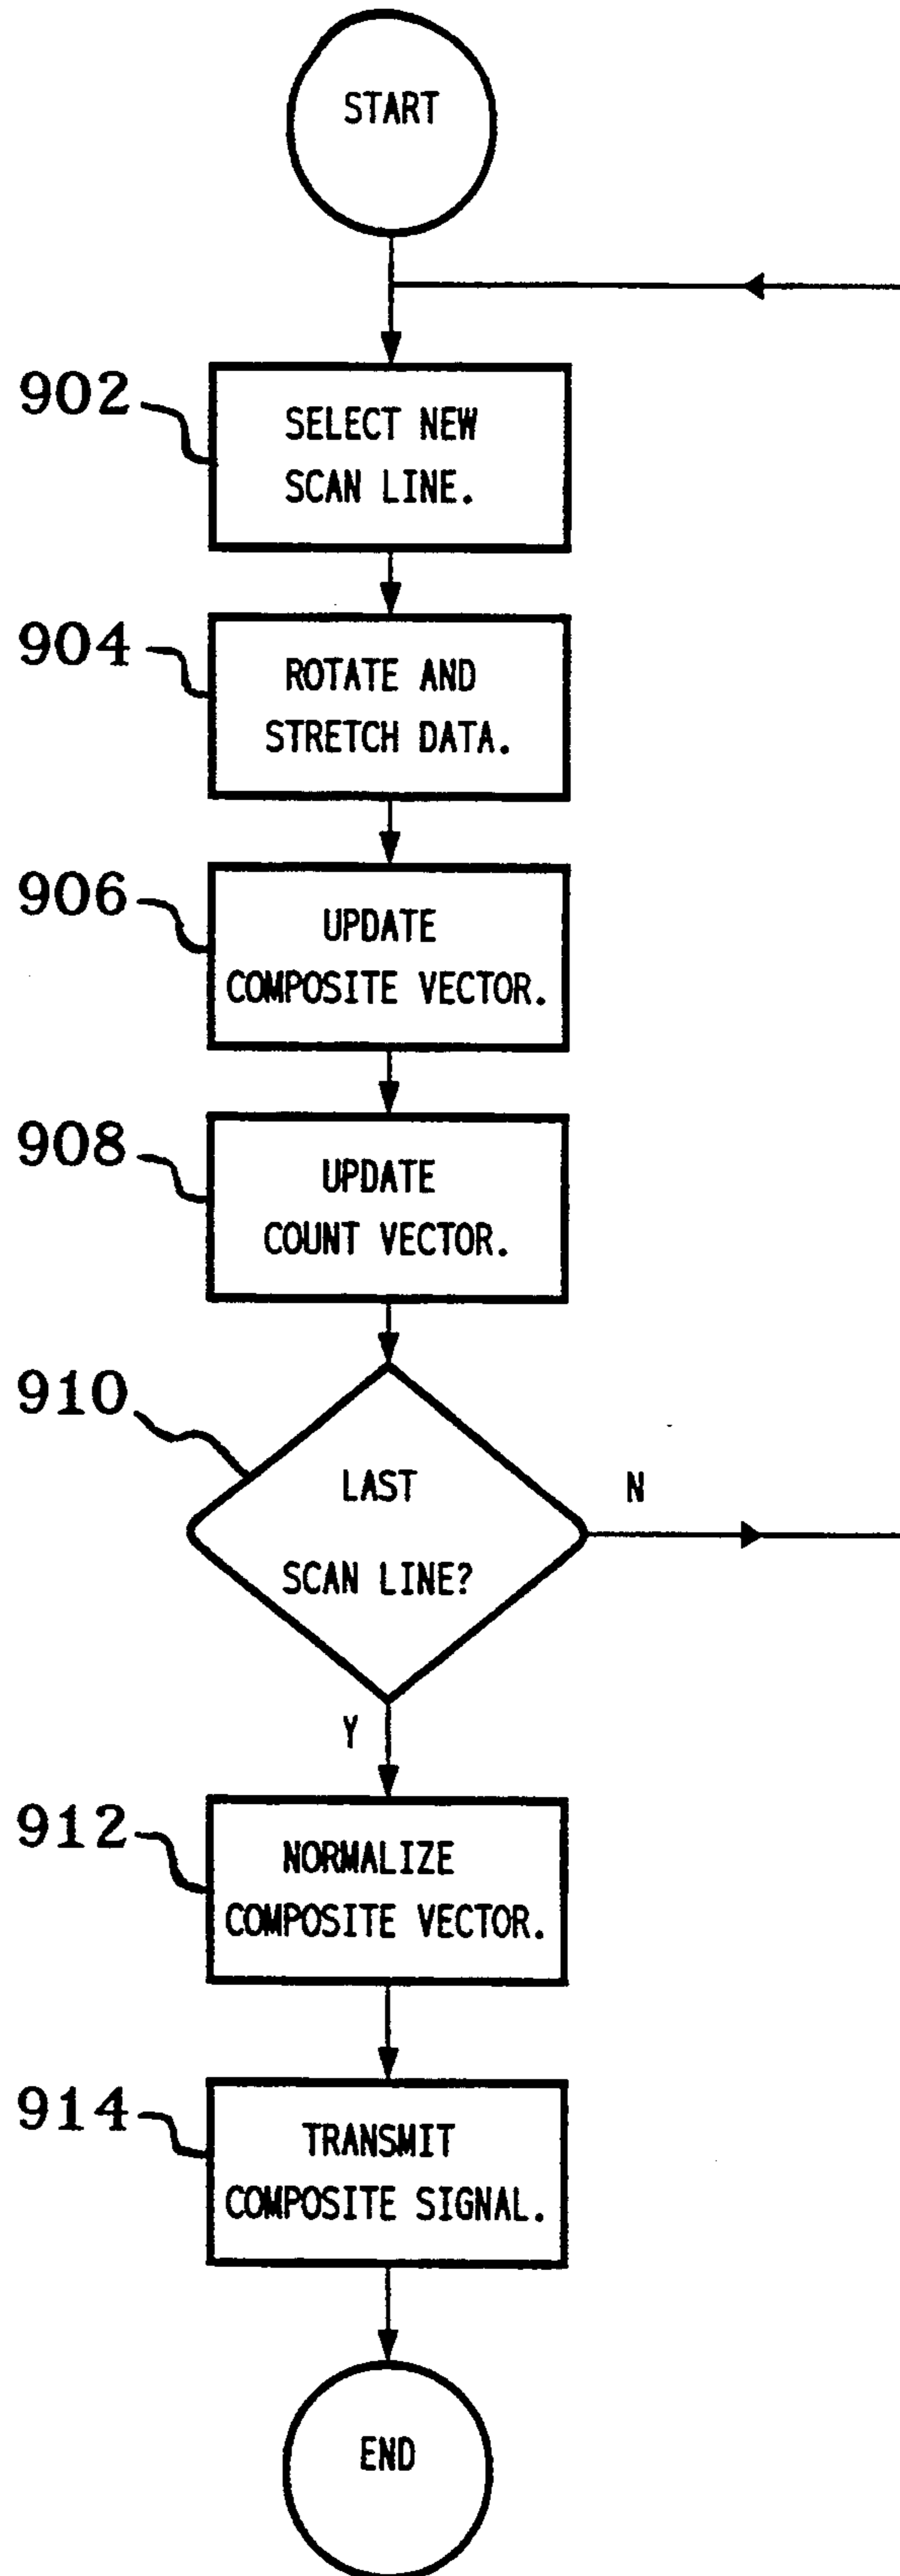 START
902
SELECT NEW
SCAN LINE.
904
ROTATE AND
STRETCH DATA.
906
UPDATE
COMPOSITE VECTOR.
908
UPDATE
COUNT VECTOR.
910
LAST
SCAN LINE?
N
Y
912
NORMALIZE
COMPOSITE VECTOR.
914
TRANSMIT
COMPOSITE SIGNAL.
END